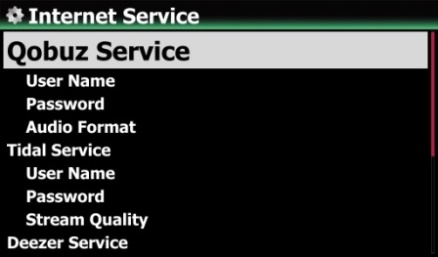 Internet Service
Qobuz Service
User Name
Password
Audio Format
Tidal Service
User Name
Password
Stream Quality
Deezer Service